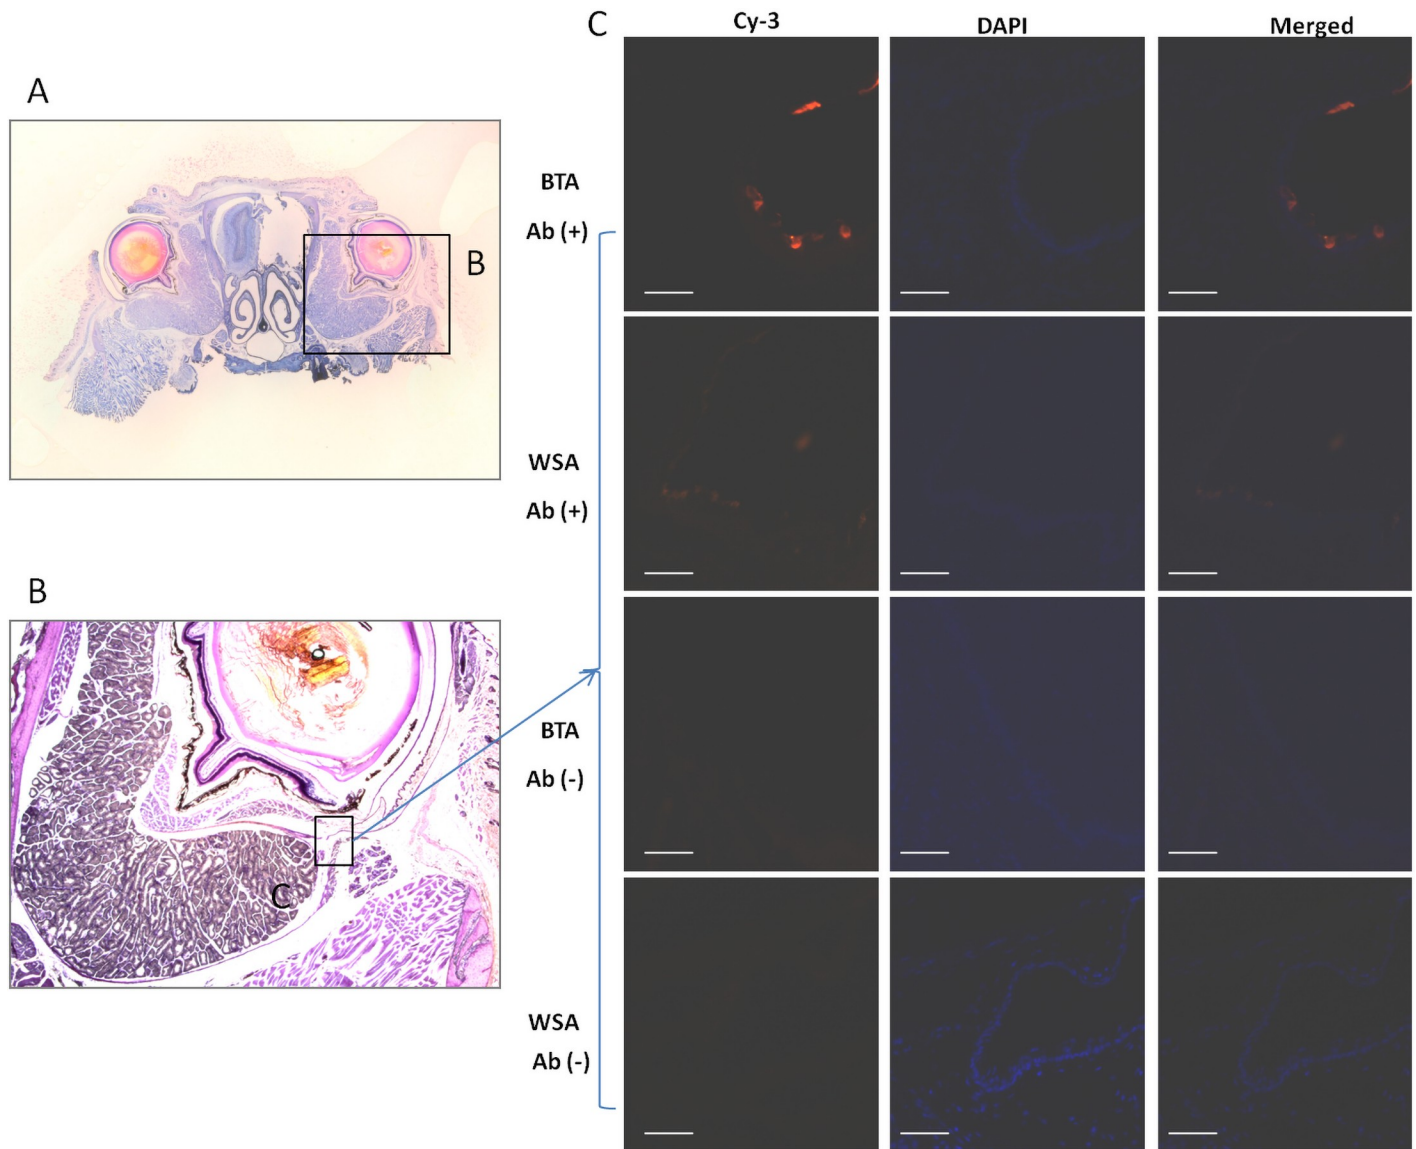 C
Cy-3
DAPI
Merged
A
B
BTA
Ab (+)
WSA
Ab (+)
B
C
BTA
Ab (-)
WSA
Ab (-)